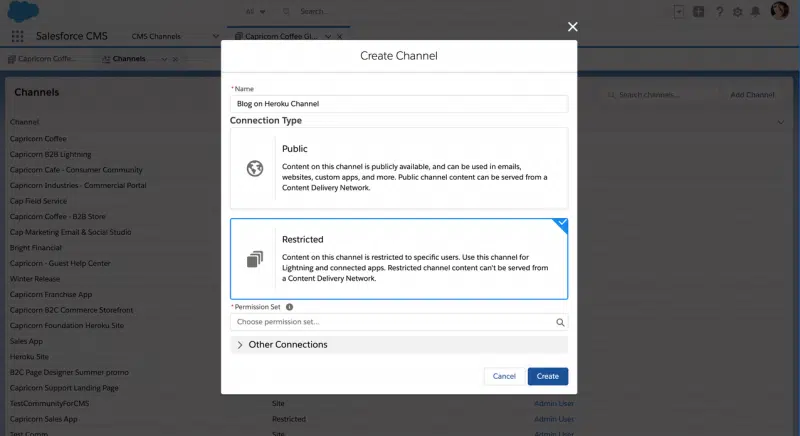 All
Search...
Salesforce CMS
CMS Channels
Capricorn Coffee Gi...
Capricorn Coffe...
Channels
Create Channel
* Name
Blog on Heroku Channel
Connection Type
Public
Content on this channel is publicly available, and can be used in emails,
websites, custom apps, and more. Public channel content can be served from a
Content Delivery Network.
Restricted
Content on this channel is restricted to specific users. Use this channel for
Lightning and connected apps. Restricted channel content can't be served from
a Content Delivery Network.
* Permission Set
Choose permission set...
Other Connections
Cancel
Create
Channels
Search channels...
Add Channel
Channel
Capricorn Coffee
Capricorn B2B Lightning
Capricorn Cafe - Consumer Community
Capricorn Industries - Commercial Portal
Cap Field Service
Capricorn Coffee - B2B Store
Cap Marketing Email & Social Studio
Bright Financial
Capricorn - Guest Help Center
Winter Release
Capricorn Franchise App
Capricorn B2C Commerce Storefront
Capricorn Foundation Heroku Site
Sales App
Heroku Site
B2C Page Designer Summer promo
Capricorn Support Landing Page
TestCommunityForCMS Site Admin User
Capricorn Sales App Restricted Admin User
Test Comm Site Admin User